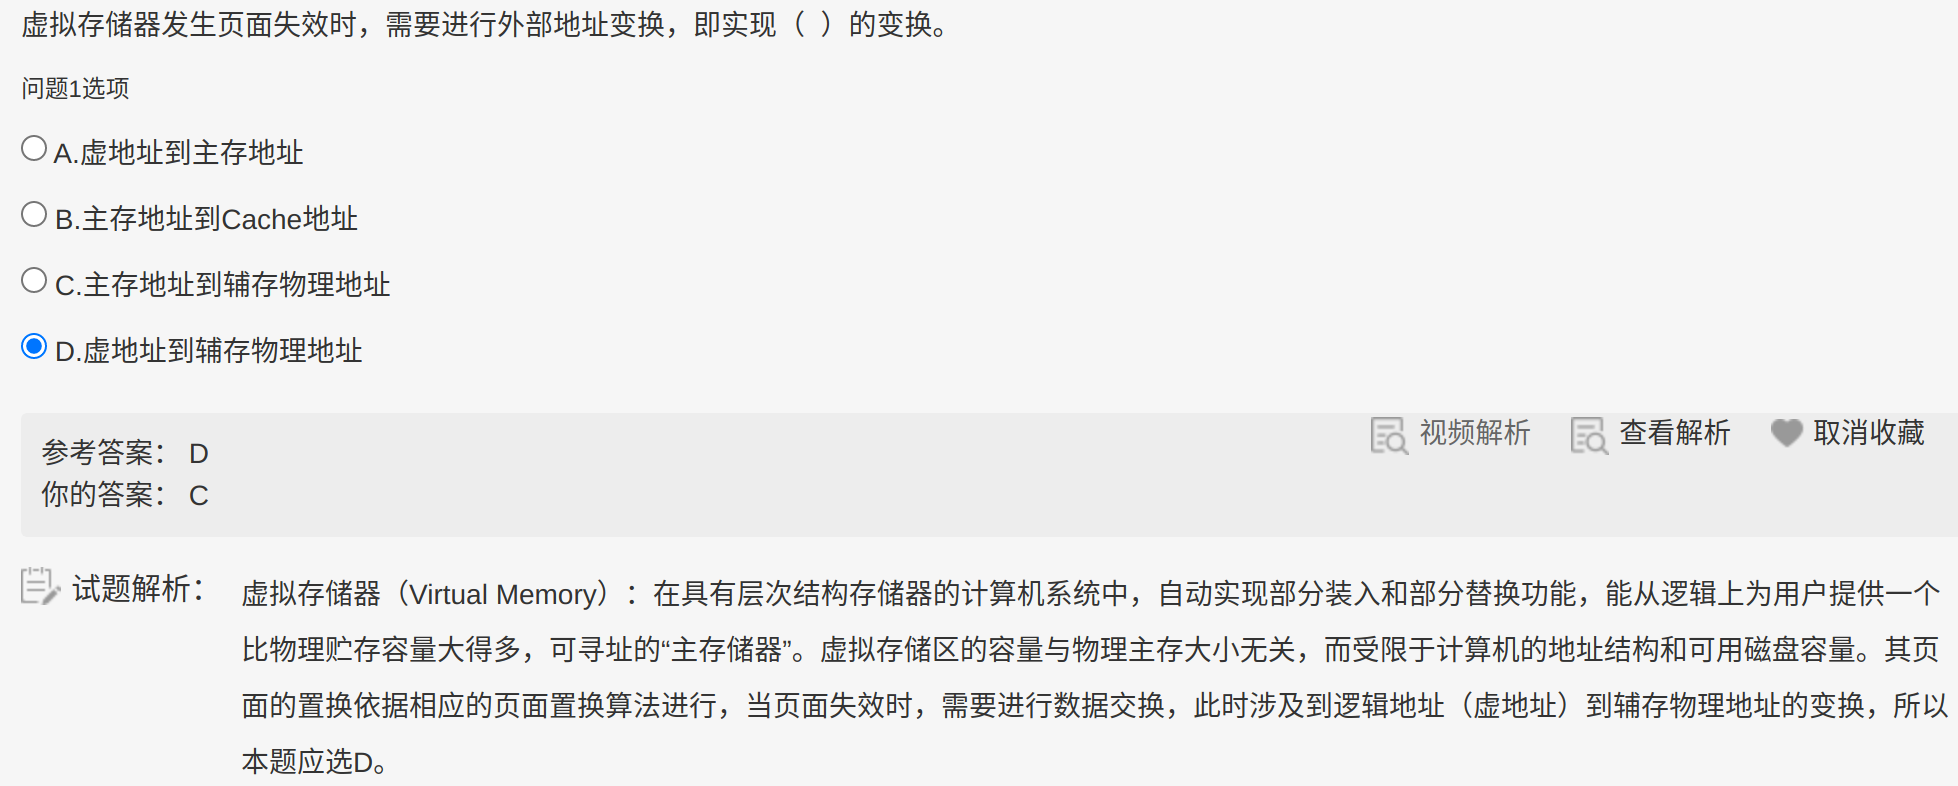 虚拟存储器发生页面失效时，需要进行外部地址变换，即实现（ ）的变换。
问题1选项
A.虚地址到主存地址
B.主存地址到Cache地址
C.主存地址到辅存物理地址
D.虚地址到辅存物理地址
视频解析 查看解析 取消收藏
参考答案： D
你的答案： C
试题解析： 虚拟存储器（Virtual Memory）：在具有层次结构存储器的计算机系统中，自动实现部分装入和部分替换功能，能从逻辑上为用户提供一个
比物理贮存容量大得多，可寻址的“主存储器”。虚拟存储区的容量与物理主存大小无关，而受限于计算机的地址结构和可用磁盘容量。其页
面的置换依据相应的页面置换算法进行，当页面失效时，需要进行数据交换，此时涉及到逻辑地址（虚地址）到辅存物理地址的变换，所以
本题应选D。